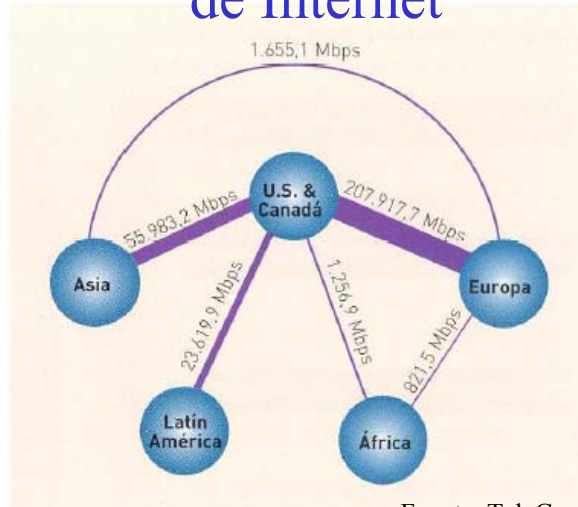 de Internet
1.655,1 Mbps
U.S. &
Canadá
55.983,2 Mbps
207.917,7 Mbps
Asia
Europa
23.619,9 Mbps
1.256,9 Mbps
821,5 Mbps
Latín
América
África